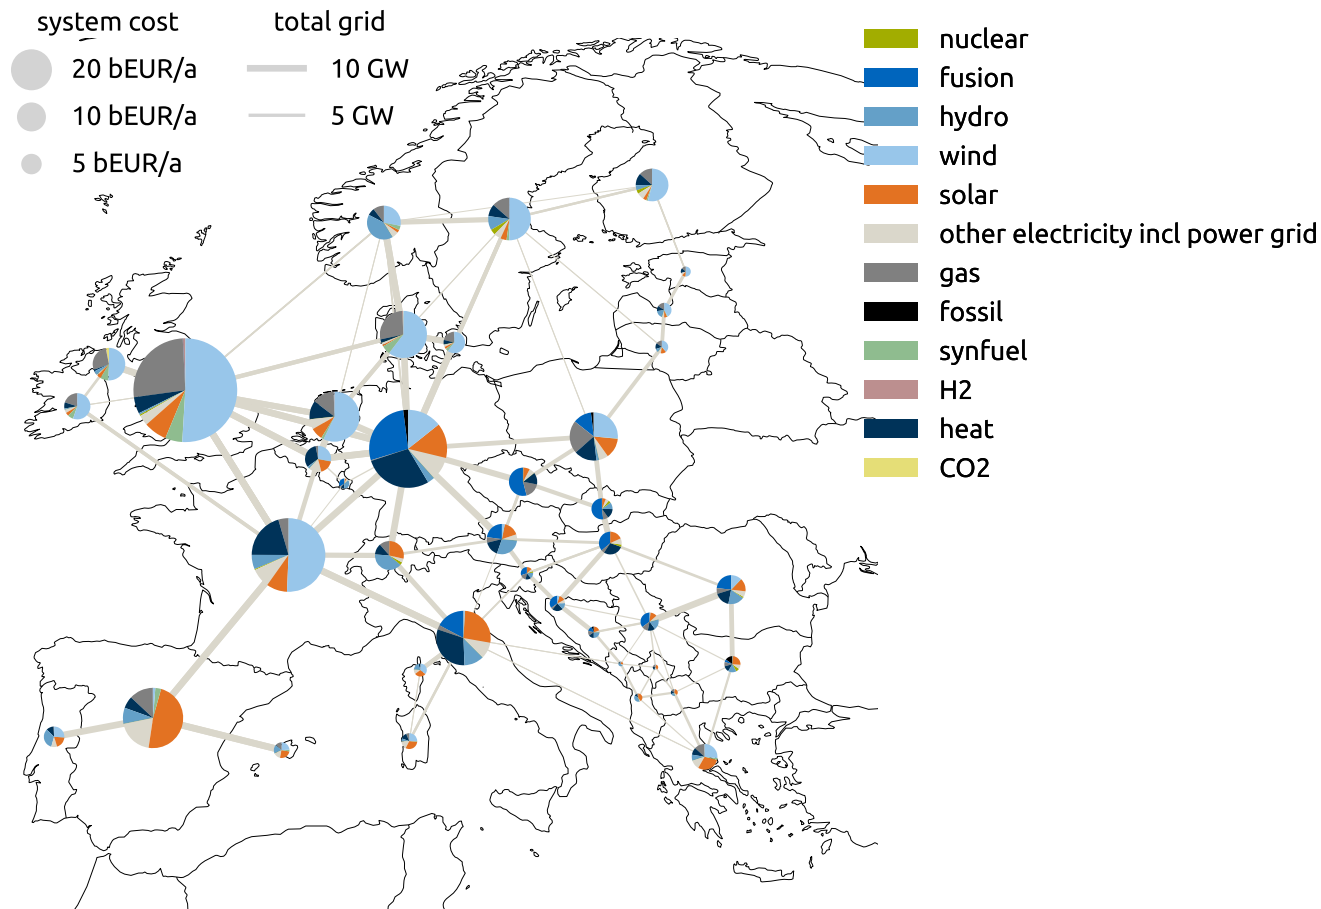 system cost
20 bEUR/a
10 bEUR/a
5 bEUR/a
total grid
10 GW
5 GW
nuclear
fusion
hydro
wind
solar
other electricity incl power grid
gas
fossil
synfuel
H2
heat
CO2